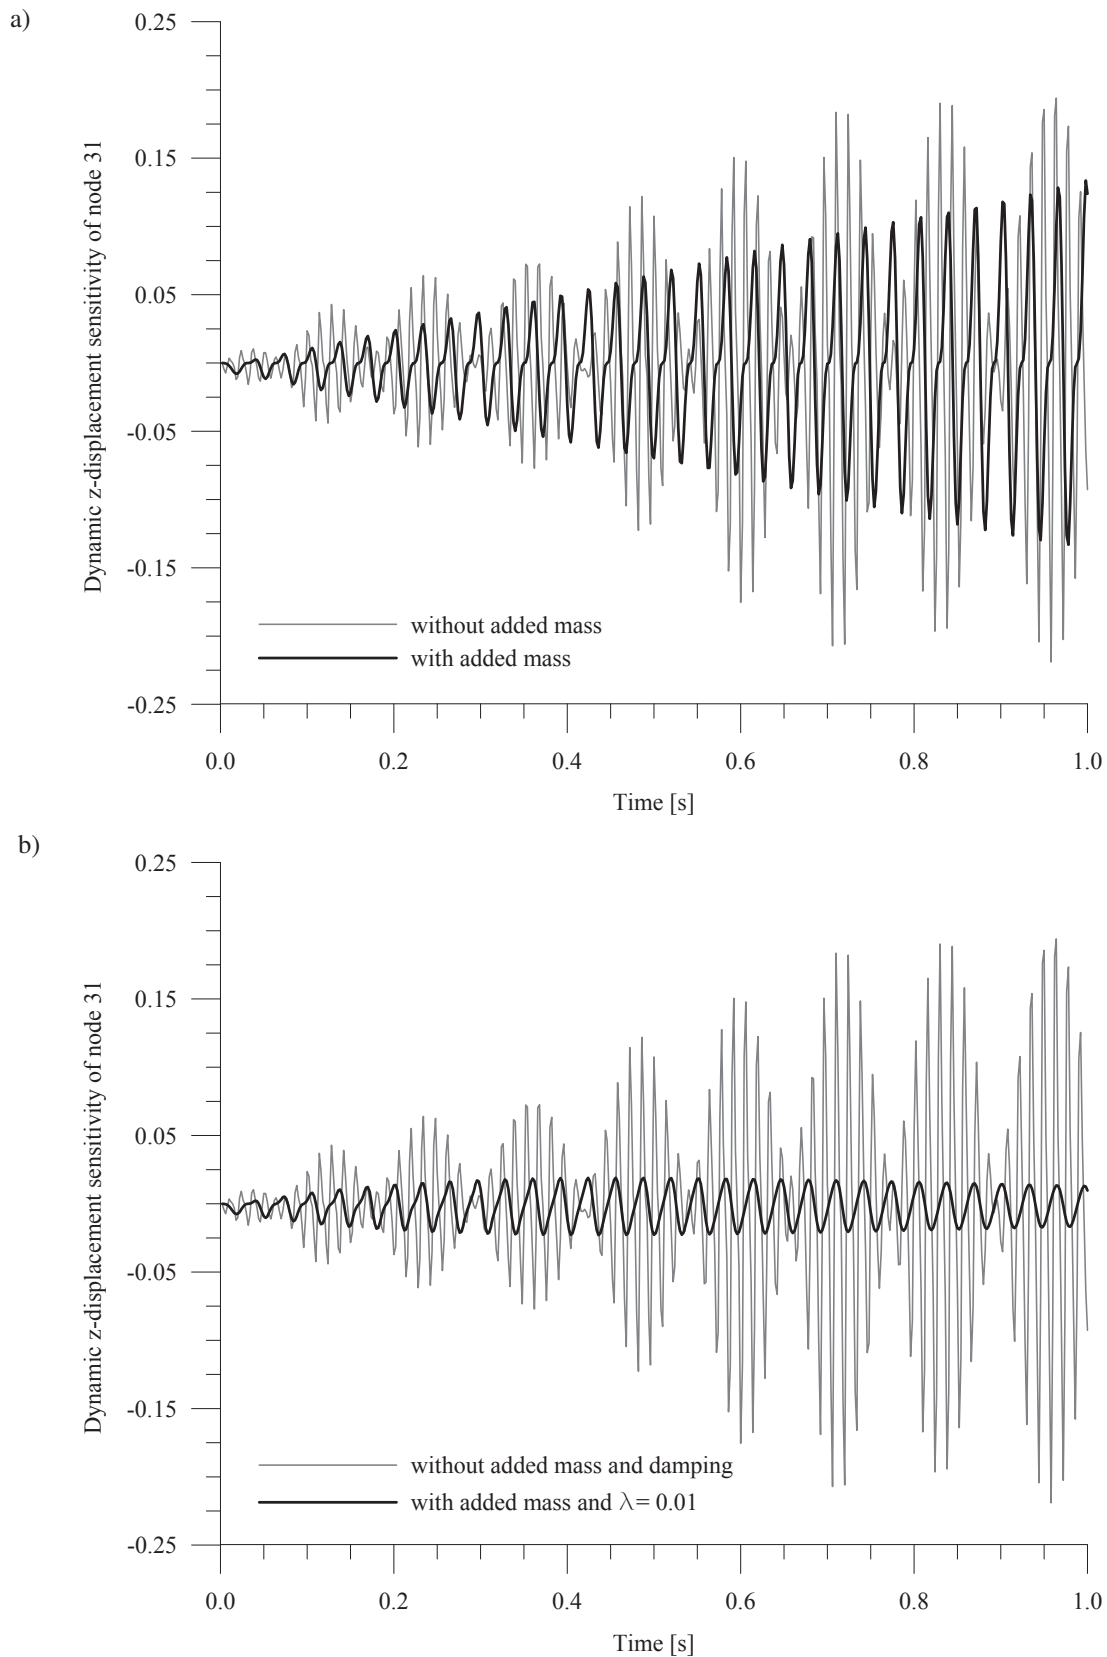 a)
0.25
0.15
0.05
-0.05
-0.15
-0.25
Dynamic z-displacement sensitivity of node 31
without added mass
with added mass
0.0 0.2 0.4 0.6 0.8 1.0
Time [s]
b)
0.25
0.15
0.05
-0.05
-0.15
-0.25
Dynamic z-displacement sensitivity of node 31
without added mass and damping
with added mass and λ = 0.01
0.0 0.2 0.4 0.6 0.8 1.0
Time [s]